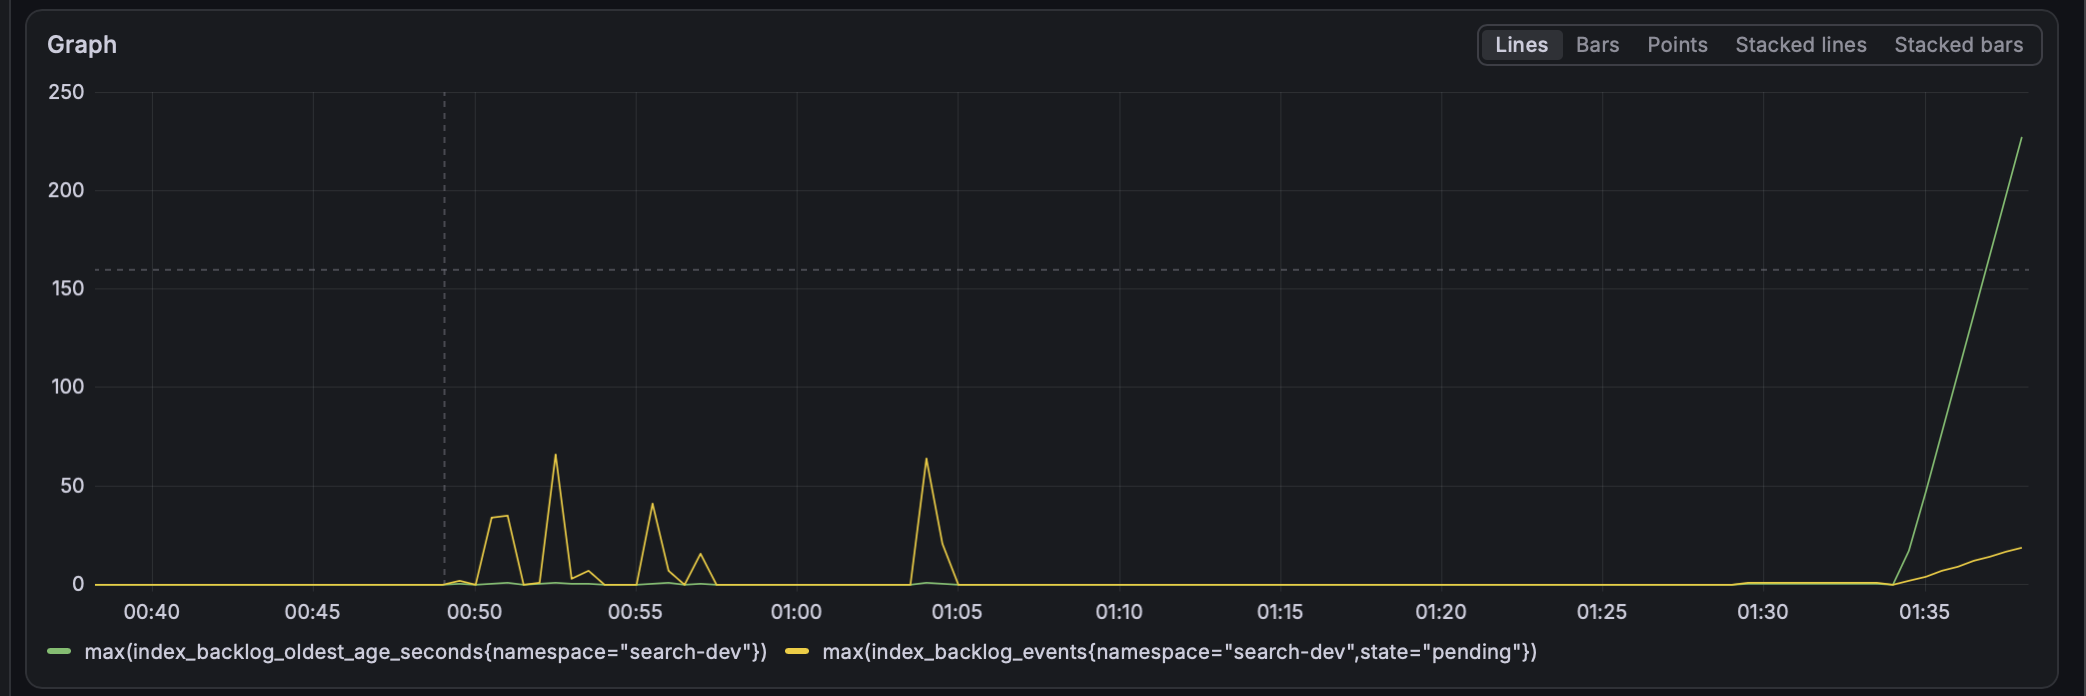 Graph
Lines Bars Points Stacked lines Stacked bars
250
200
150
100
50
0
00:40 00:45 00:50 00:55 01:00 01:05 01:10 01:15 01:20 01:25 01:30 01:35
max(index_backlog_oldest_age_seconds{namespace="search-dev"}) max(index_backlog_events{namespace="search-dev",state="pending"})